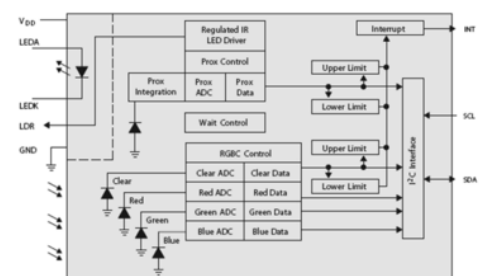 VDD
LEDA
LEDK
LDR
GND
Regulated IR
LED Driver
Prox Control
Prox
Integration
Prox
ADC
Prox
Data
Wait Control
RGBC Control
Clear ADC
Clear Data
Red ADC
Red Data
Green ADC
Green Data
Blue ADC
Blue Data
Clear
Red
Green
Blue
Interrupt
Upper Limit
Lower Limit
Upper Limit
Lower Limit
I²C Interface
INT
SCL
SDA